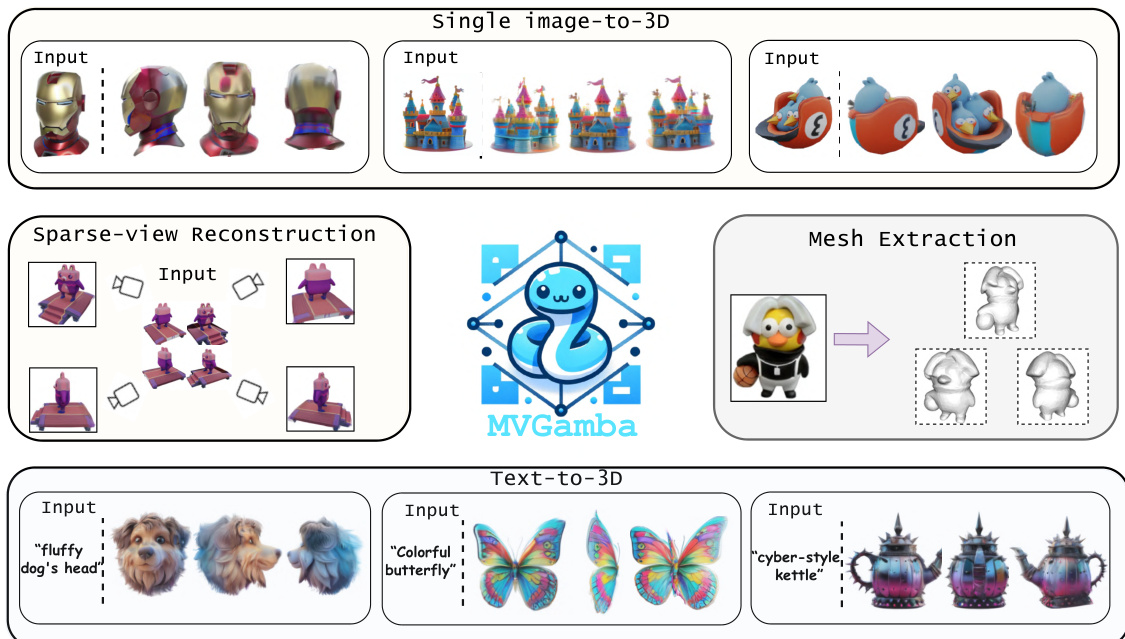 Single image-to-3D
Input
Input
Input
Sparse-view Reconstruction
Input
MVGamba
Mesh Extraction
Text-to-3D
Input
“fluffy
dog's head”
Input
“Colorful
butterfly”
Input
“cyber-style
kettle”